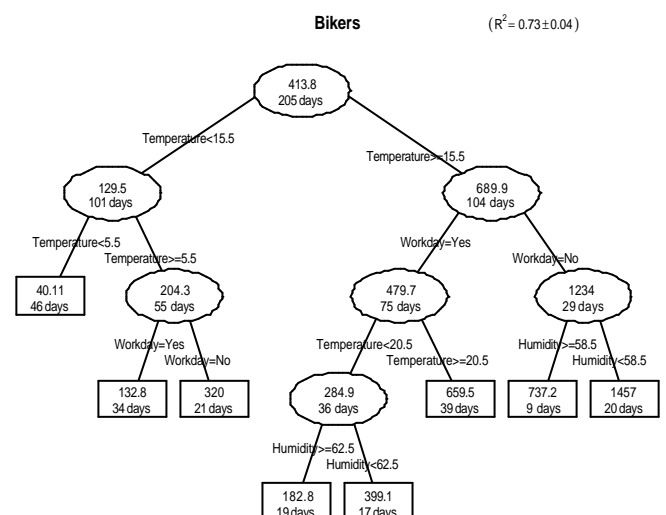 Bikers
(R² = 0.73±0.04)
413.8
205 days
Temperature<15.5
Temperature>=15.5
129.5
101 days
689.9
104 days
Temperature<5.5
Temperature>=5.5
Workday=Yes
Workday=No
40.11
46 days
204.3
55 days
479.7
75 days
1234
29 days
Workday=Yes
Workday=No
Temperature<20.5
Temperature>=20.5
Humidity>=58.5
Humidity<58.5
132.8
34 days
320
21 days
284.9
36 days
659.5
39 days
737.2
9 days
1457
20 days
Humidity>=62.5
Humidity<62.5
182.8
19 days
399.1
17 days